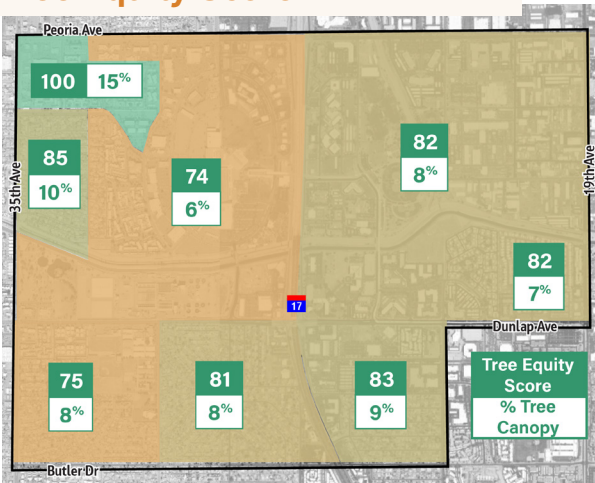 Peoria Ave
100 15%
85
10%
74
6%
82
8%
35th Ave
19th Ave
82
7%
17
Dunlap Ave
75
8%
81
8%
83
9%
Tree Equity
Score
% Tree
Canopy
Butler Dr